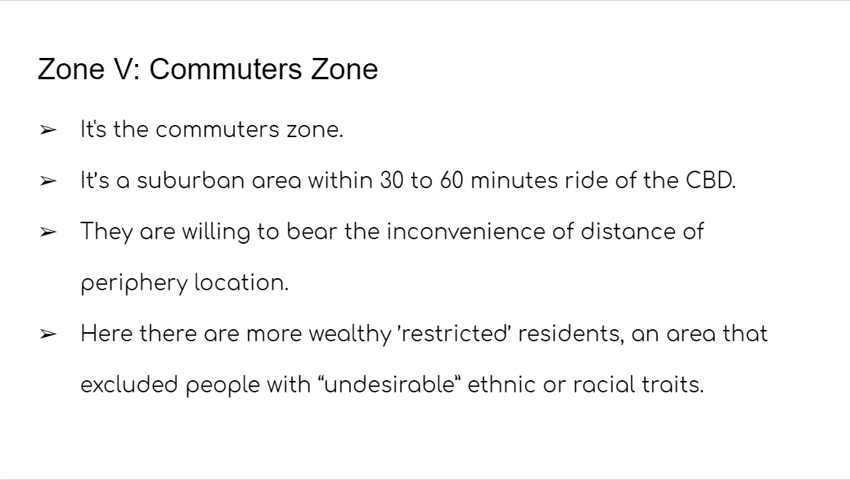 Zone V: Commuters Zone
➢ It's the commuters zone.
➢ It's a suburban area within 30 to 60 minutes ride of the CBD.
➢ They are willing to bear the inconvenience of distance of
periphery location.
➢ Here there are more wealthy 'restricted' residents, an area that
excluded people with “undesirable” ethnic or racial traits.